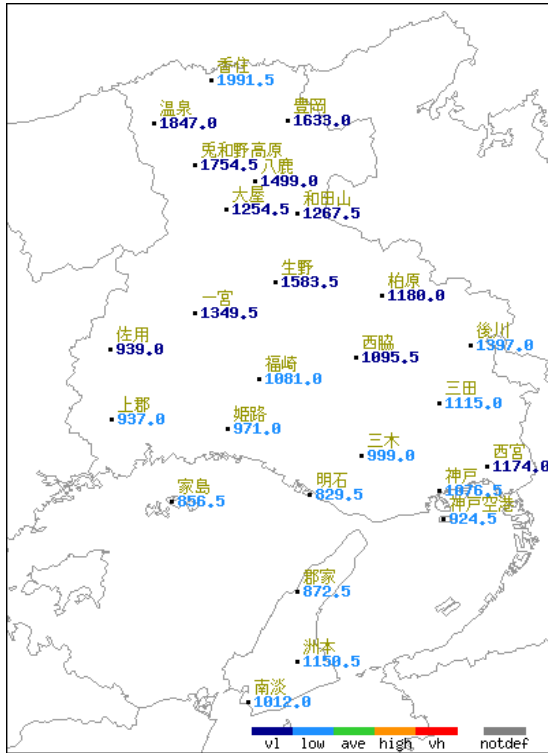 香住
1991.5
温泉
1847.0
豊岡
1633.0
兎和野高原
1754.5
八鹿
1499.0
大屋
1254.5
和田山
1267.5
生野
1583.5
柏原
1180.0
一宮
1349.5
佐用
939.0
西脇
1095.5
後川
1397.0
福崎
1081.0
三田
1115.0
上郡
937.0
姫路
971.0
三木
999.0
西宮
1174.0
家島
856.5
明石
829.5
神戸
1076.5
神戸空港
924.5
郡家
872.5
洲本
1150.5
南淡
1012.0
vl low ave high vh notdef